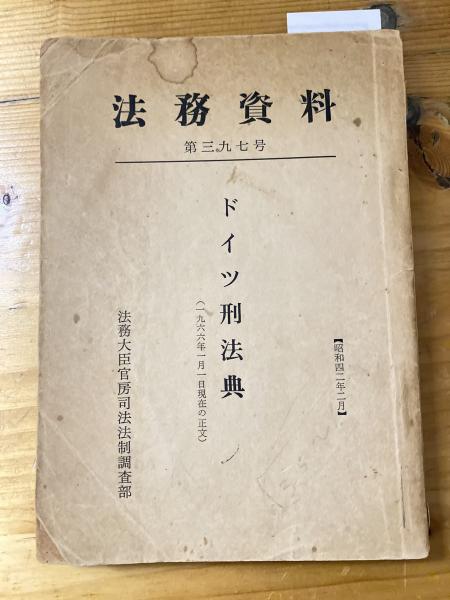 法務資料
第三九七号
【昭和四二年二月】
ドイツ刑法典
(一九六六年一月一日現在の正文)
法務大臣官房司法法制調査部